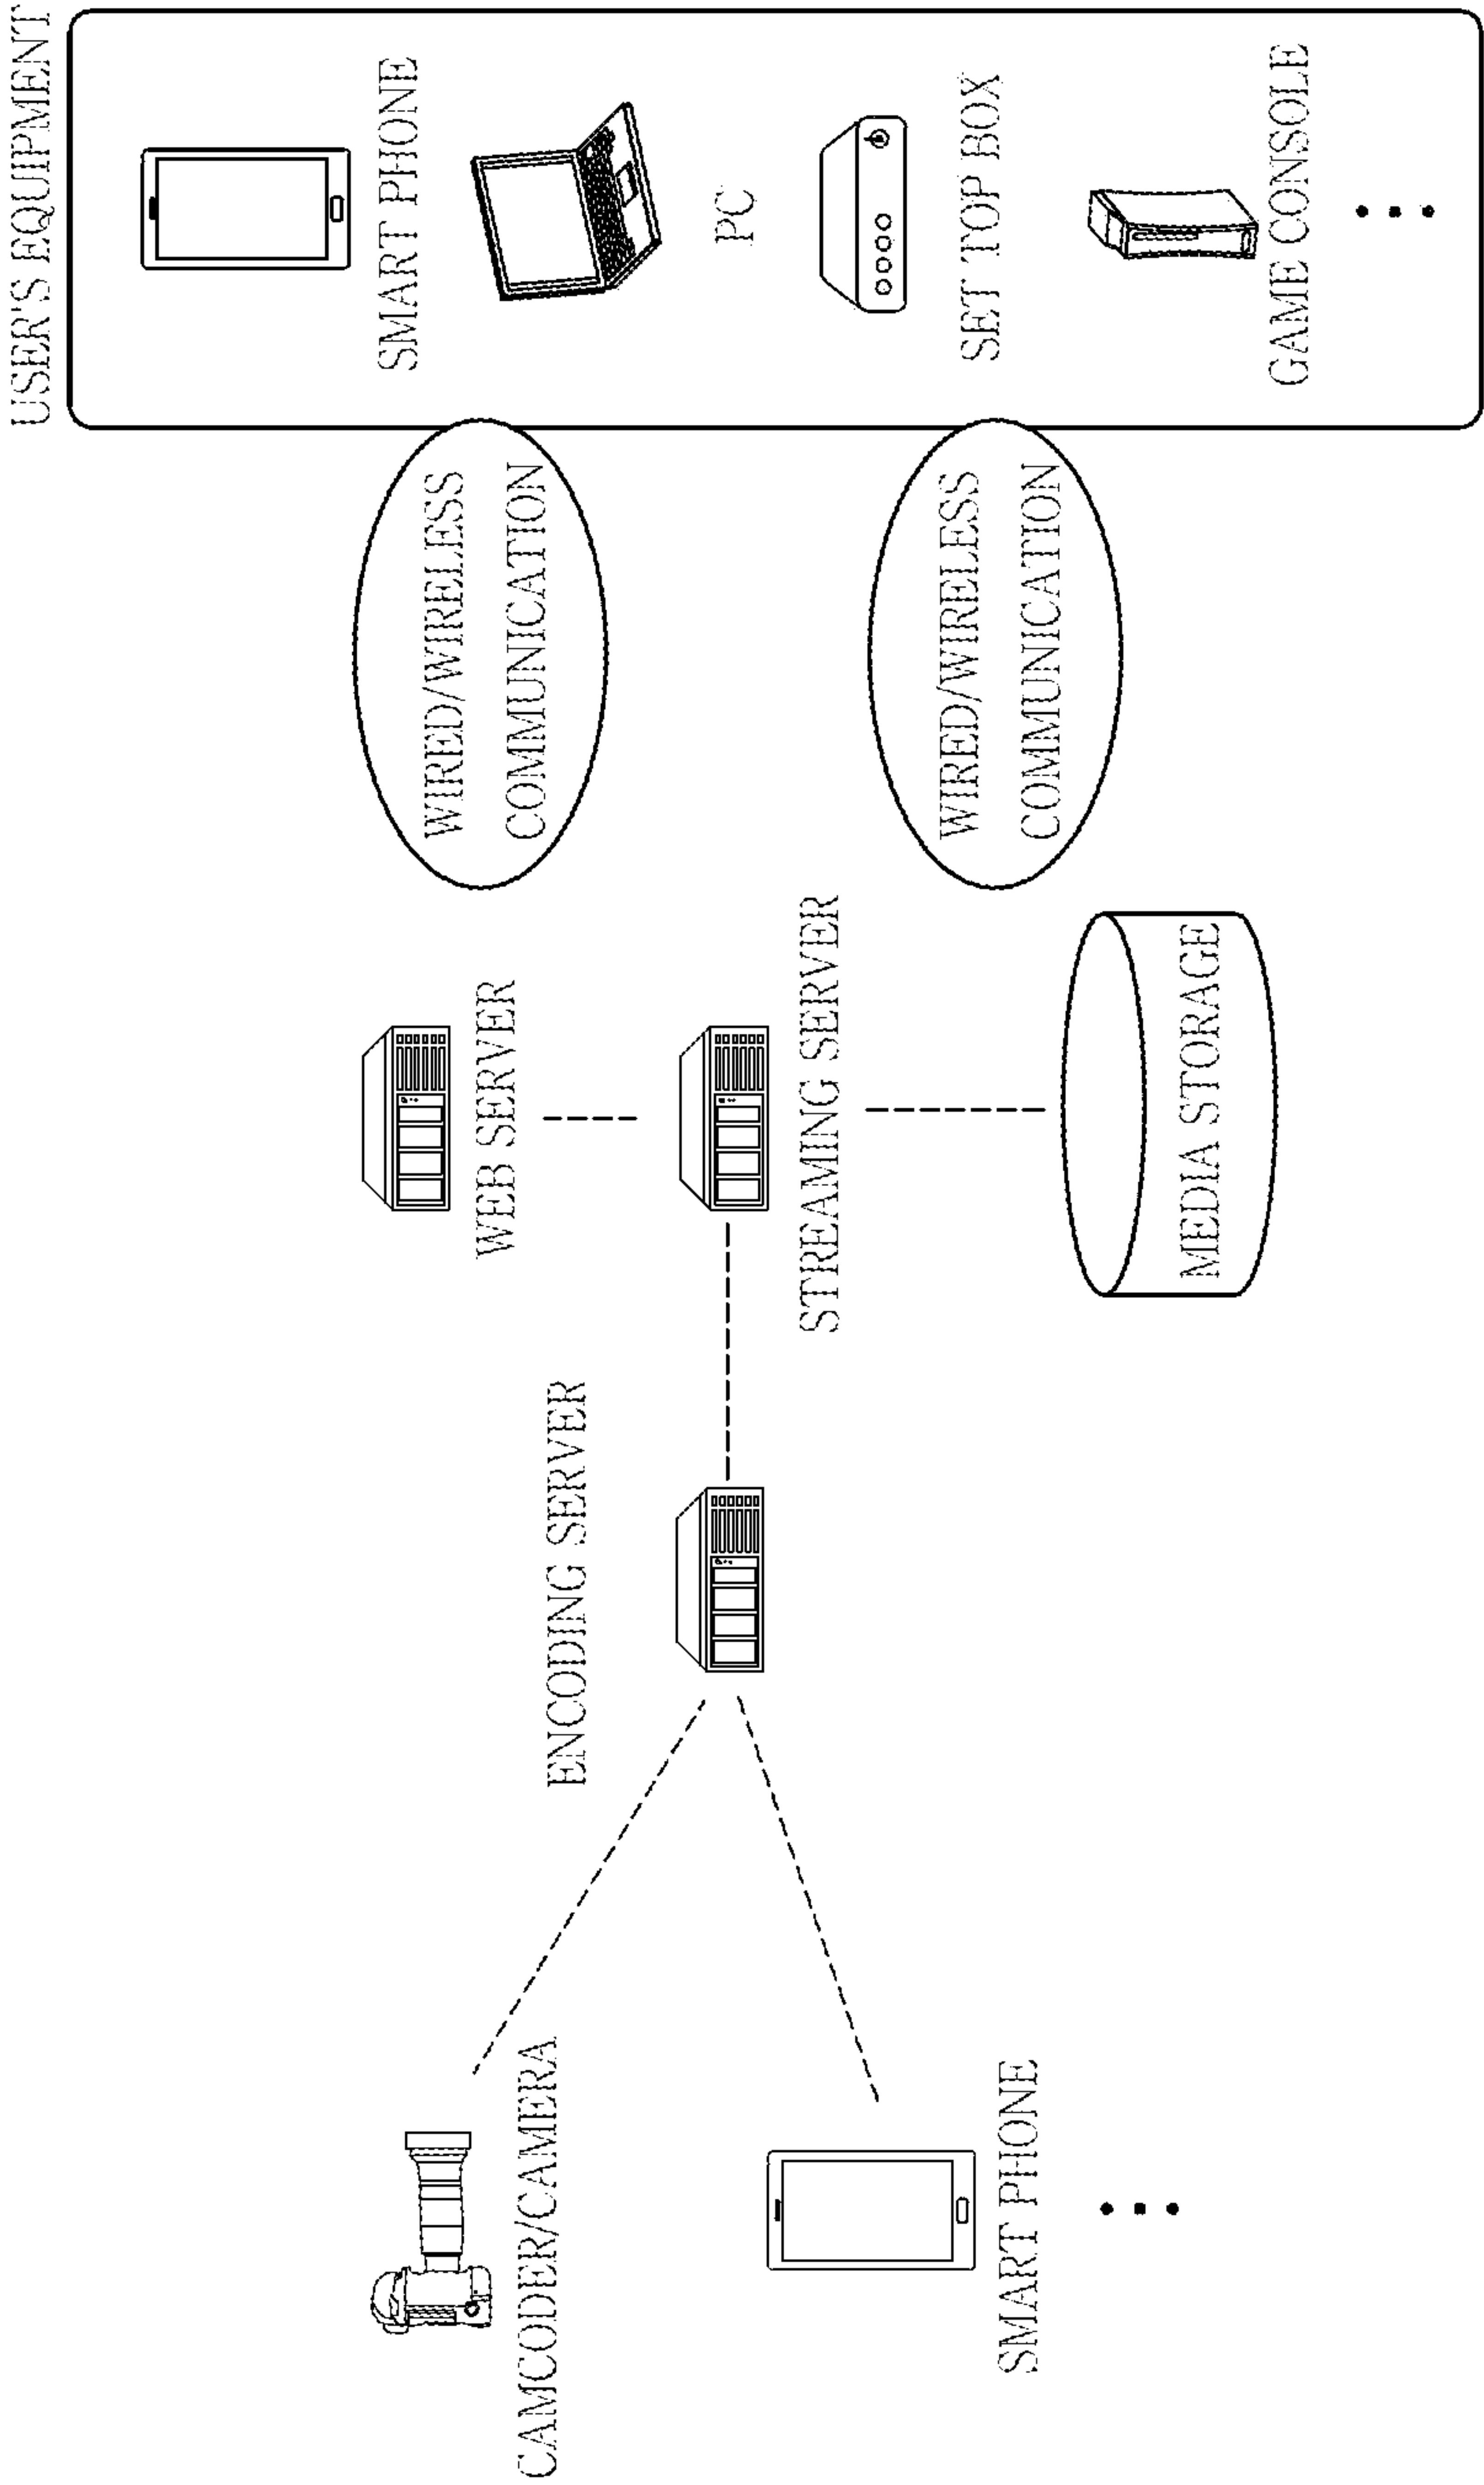 USER'S EQUIPMENT
SMART PHONE
PC
SET TOP BOX
GAME CONSOLE
WIRED/WIRELESS
COMMUNICATION
WIRED/WIRELESS
COMMUNICATION
WEB SERVER
STREAMING SERVER
MEDIA STORAGE
ENCODING SERVER
CAMCODER/CAMERA
SMART PHONE